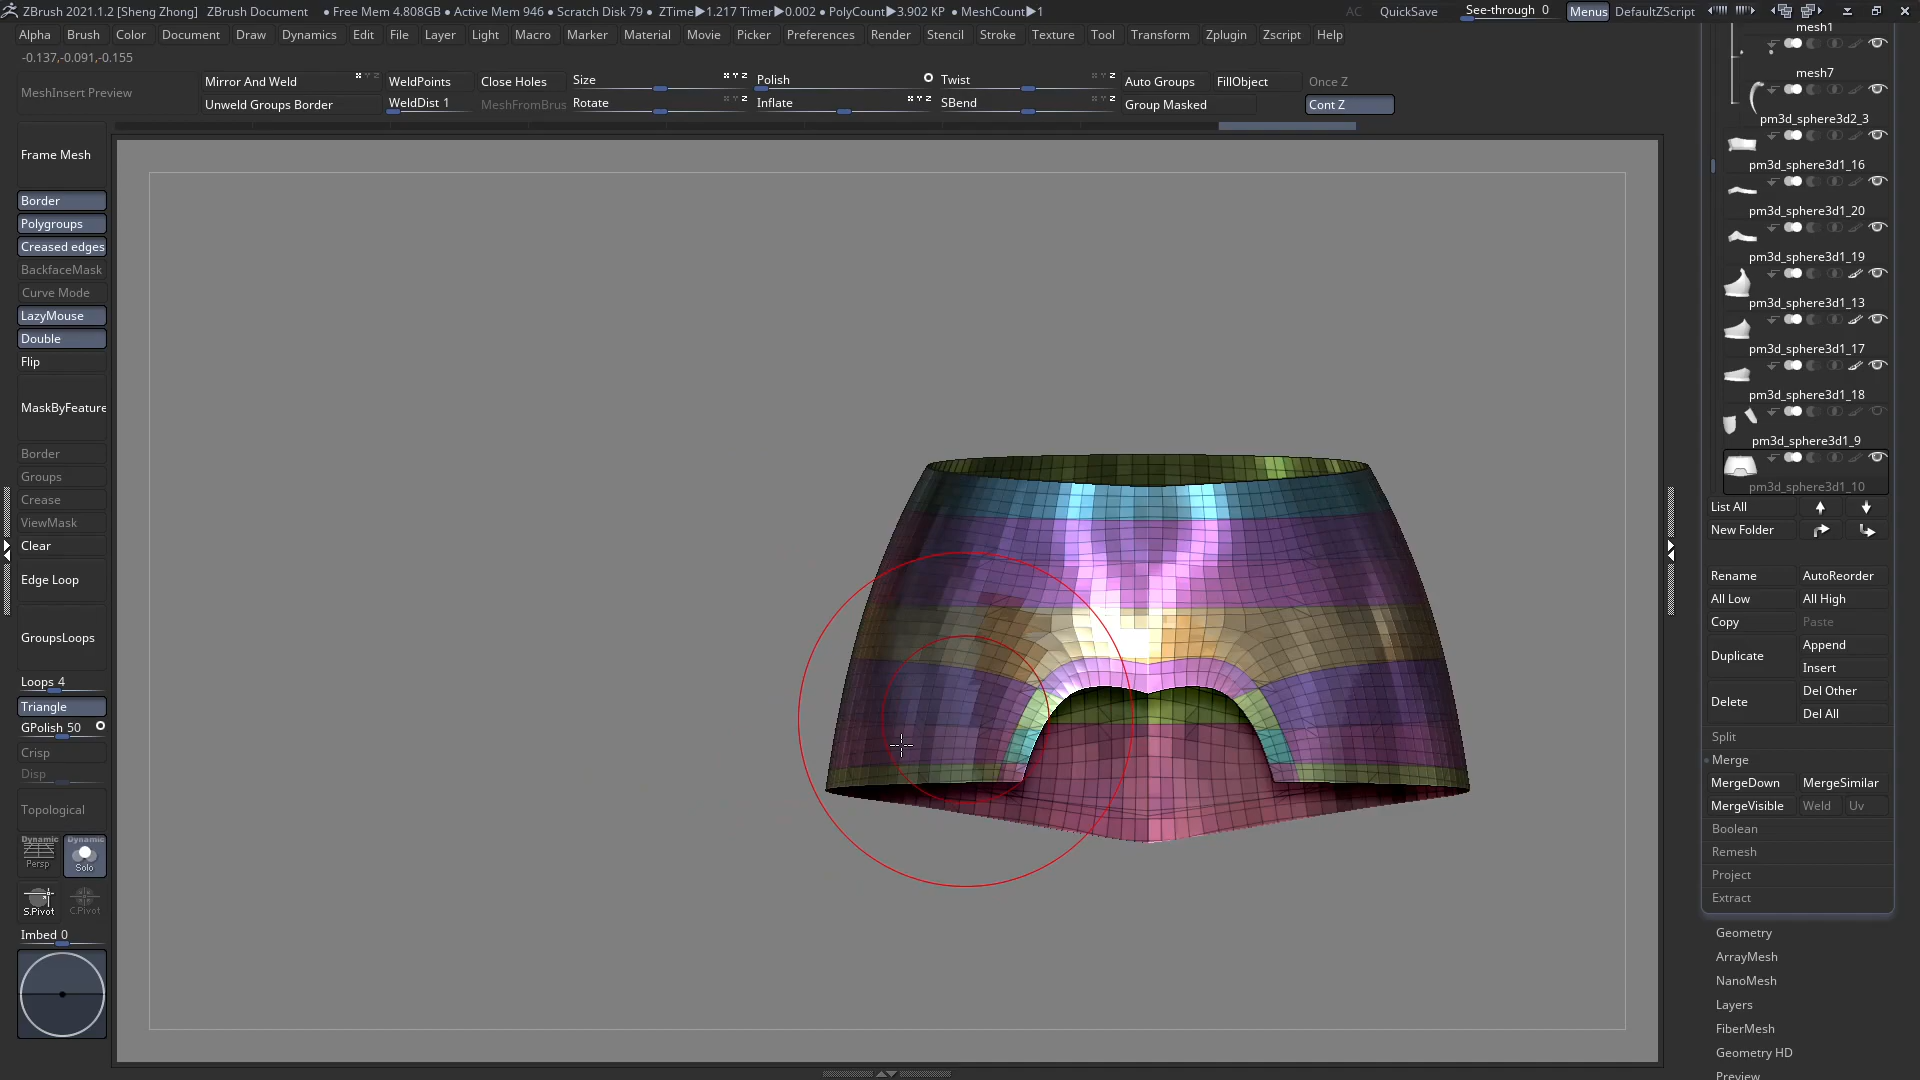 ZBrush 2021.1.2 [Sheng Zhong] ZBrush Document • Free Mem 4.808GB • Active Mem 946 • Scratch Disk 79 • ZTime▶1.217 Timer▶0.002 • PolyCount▶3.902 KP • MeshCount▶1 AC QuickSave See-through 0 Menus DefaultZScript
Alpha Brush Color Document Draw Dynamics Edit File Layer Light Macro Marker Material Movie Picker Preferences Render Stencil Stroke Texture Tool Transform Zplugin Zscript Help
-0.137,-0.091,-0.155
MeshInsert Preview
Mirror And Weld WeldPoints Close Holes Size Polish Twist Auto Groups FillObject Once Z
Unweld Groups Border WeldDist 1 MeshFromBrus Rotate Inflate SBend Group Masked Cont Z
Frame Mesh
Border
Polygroups
Creased edges
BackfaceMask
Curve Mode
LazyMouse
Double
Flip
MaskByFeature
Border
Groups
Crease
ViewMask
Clear
Edge Loop
GroupsLoops
Loops 4
Triangle
GPolish 50
Crisp
Disp
Topological
Dynamic Dynamic
Persp Solo
S.Pivot C.Pivot
Imbed 0
mesh1
mesh7
pm3d_sphere3d2_3
pm3d_sphere3d1_16
pm3d_sphere3d1_20
pm3d_sphere3d1_19
pm3d_sphere3d1_13
pm3d_sphere3d1_17
pm3d_sphere3d1_18
pm3d_sphere3d1_9
pm3d_sphere3d1_10
List All
New Folder
Rename AutoReorder
All Low All High
Copy Paste
Duplicate Append
Insert
Delete Del Other
Del All
Split
Merge
MergeDown MergeSimilar
MergeVisible Weld Uv
Boolean
Remesh
Project
Extract
Geometry
ArrayMesh
NanoMesh
Layers
FiberMesh
Geometry HD
Preview